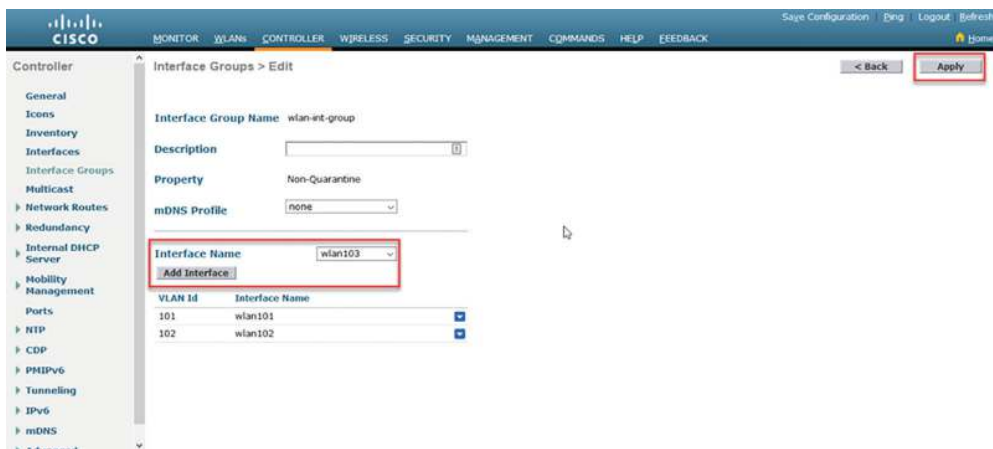 Save Configuration Ping Logout Refresh
CISCO MONITOR WLANs CONTROLLER WIRELESS SECURITY MANAGEMENT COMMANDS HELP FEEDBACK Home
Controller
General
Icons
Inventory
Interfaces
Interface Groups
Multicast
Network Routes
Redundancy
Internal DHCP
Server
Mobility
Management
Ports
NTP
CDP
PMIPv6
Tunneling
IPv6
mDNS
Interface Groups > Edit
< Back Apply
Interface Group Name wlan-int-group
Description
Property Non-Quarantine
mDNS Profile none
Interface Name wlan103
Add Interface
VLAN Id Interface Name
101 wlan101
102 wlan102